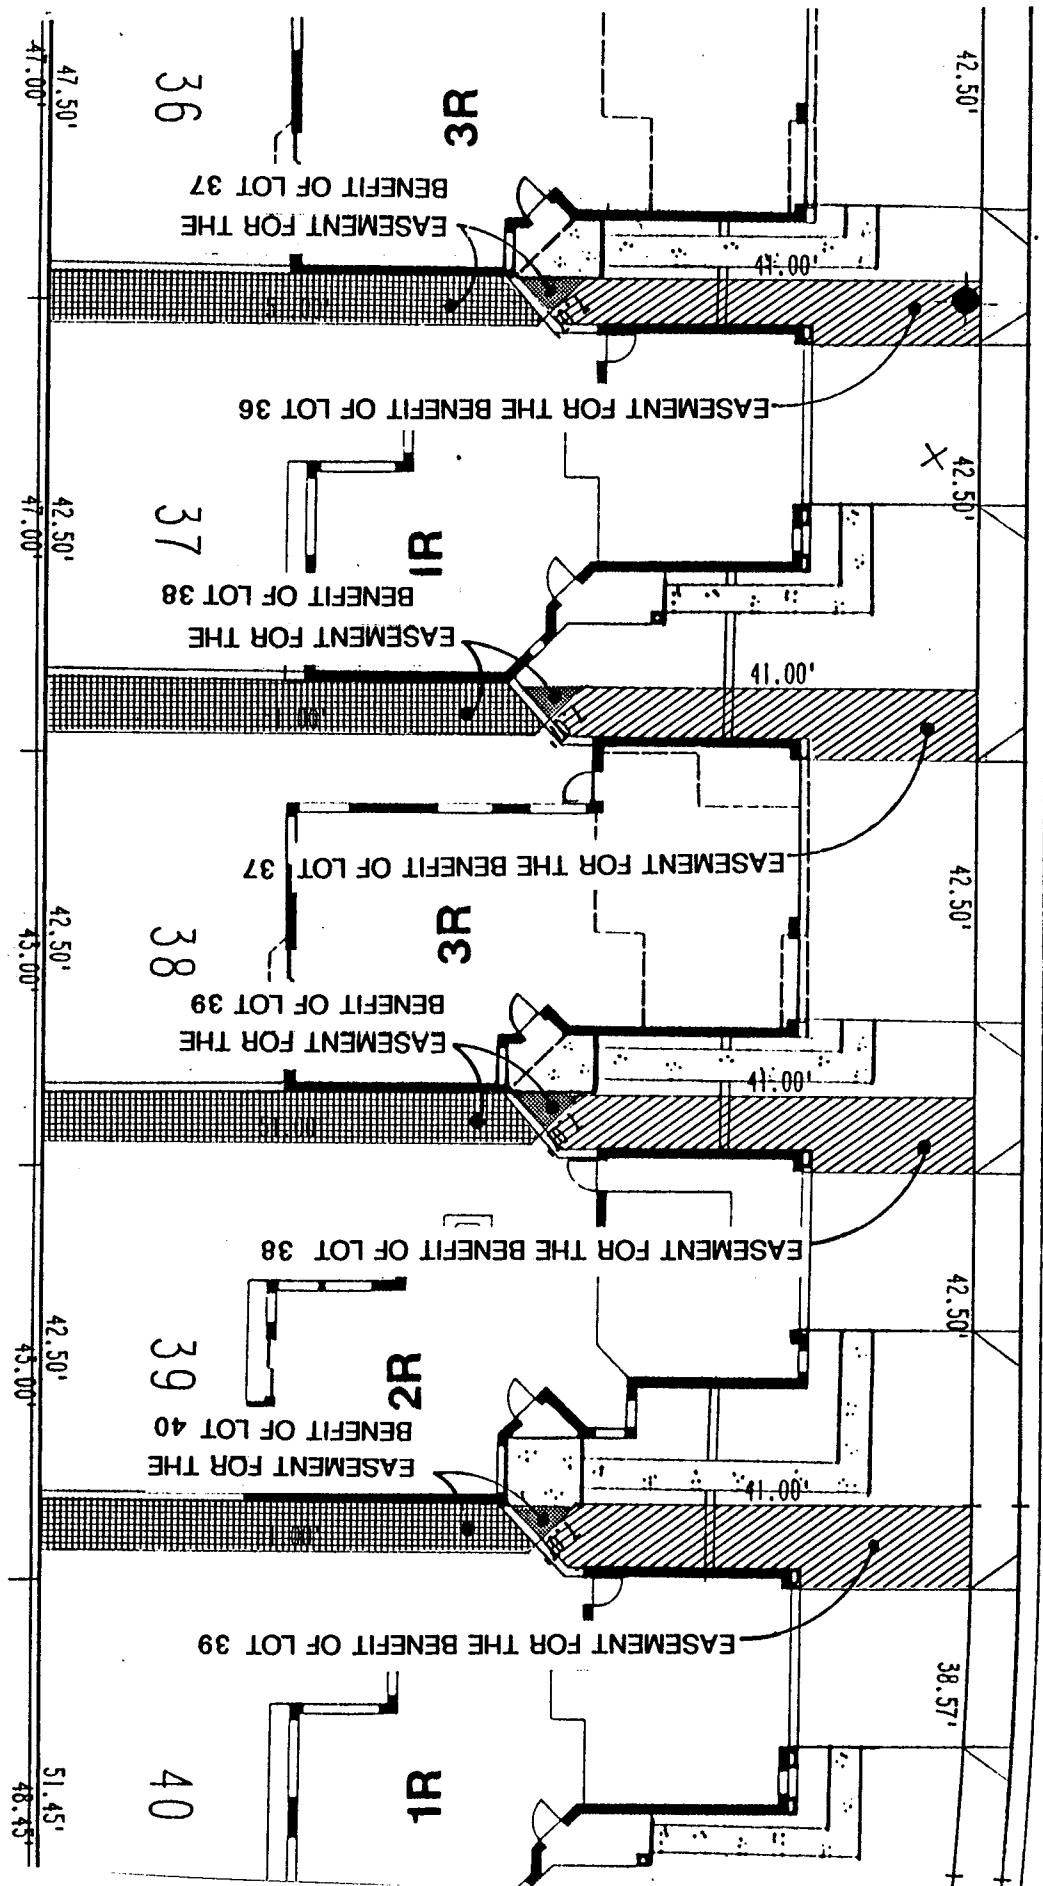 47.00'
47.50'
36
3R
42.50'
EASEMENT FOR THE
BENEFIT OF LOT 37
41.00'
EASEMENT FOR THE BENEFIT OF LOT 36
42.50'
47.00'
42.50'
37
1R
EASEMENT FOR THE
BENEFIT OF LOT 38
41.00'
EASEMENT FOR THE BENEFIT OF LOT 37
42.50'
42.50'
38
3R
EASEMENT FOR THE
BENEFIT OF LOT 39
41.00'
EASEMENT FOR THE BENEFIT OF LOT 38
42.50'
42.50'
39
2R
EASEMENT FOR THE
BENEFIT OF LOT 40
41.00'
EASEMENT FOR THE BENEFIT OF LOT 39
38.57'
51.45'
48.45'
40
1R